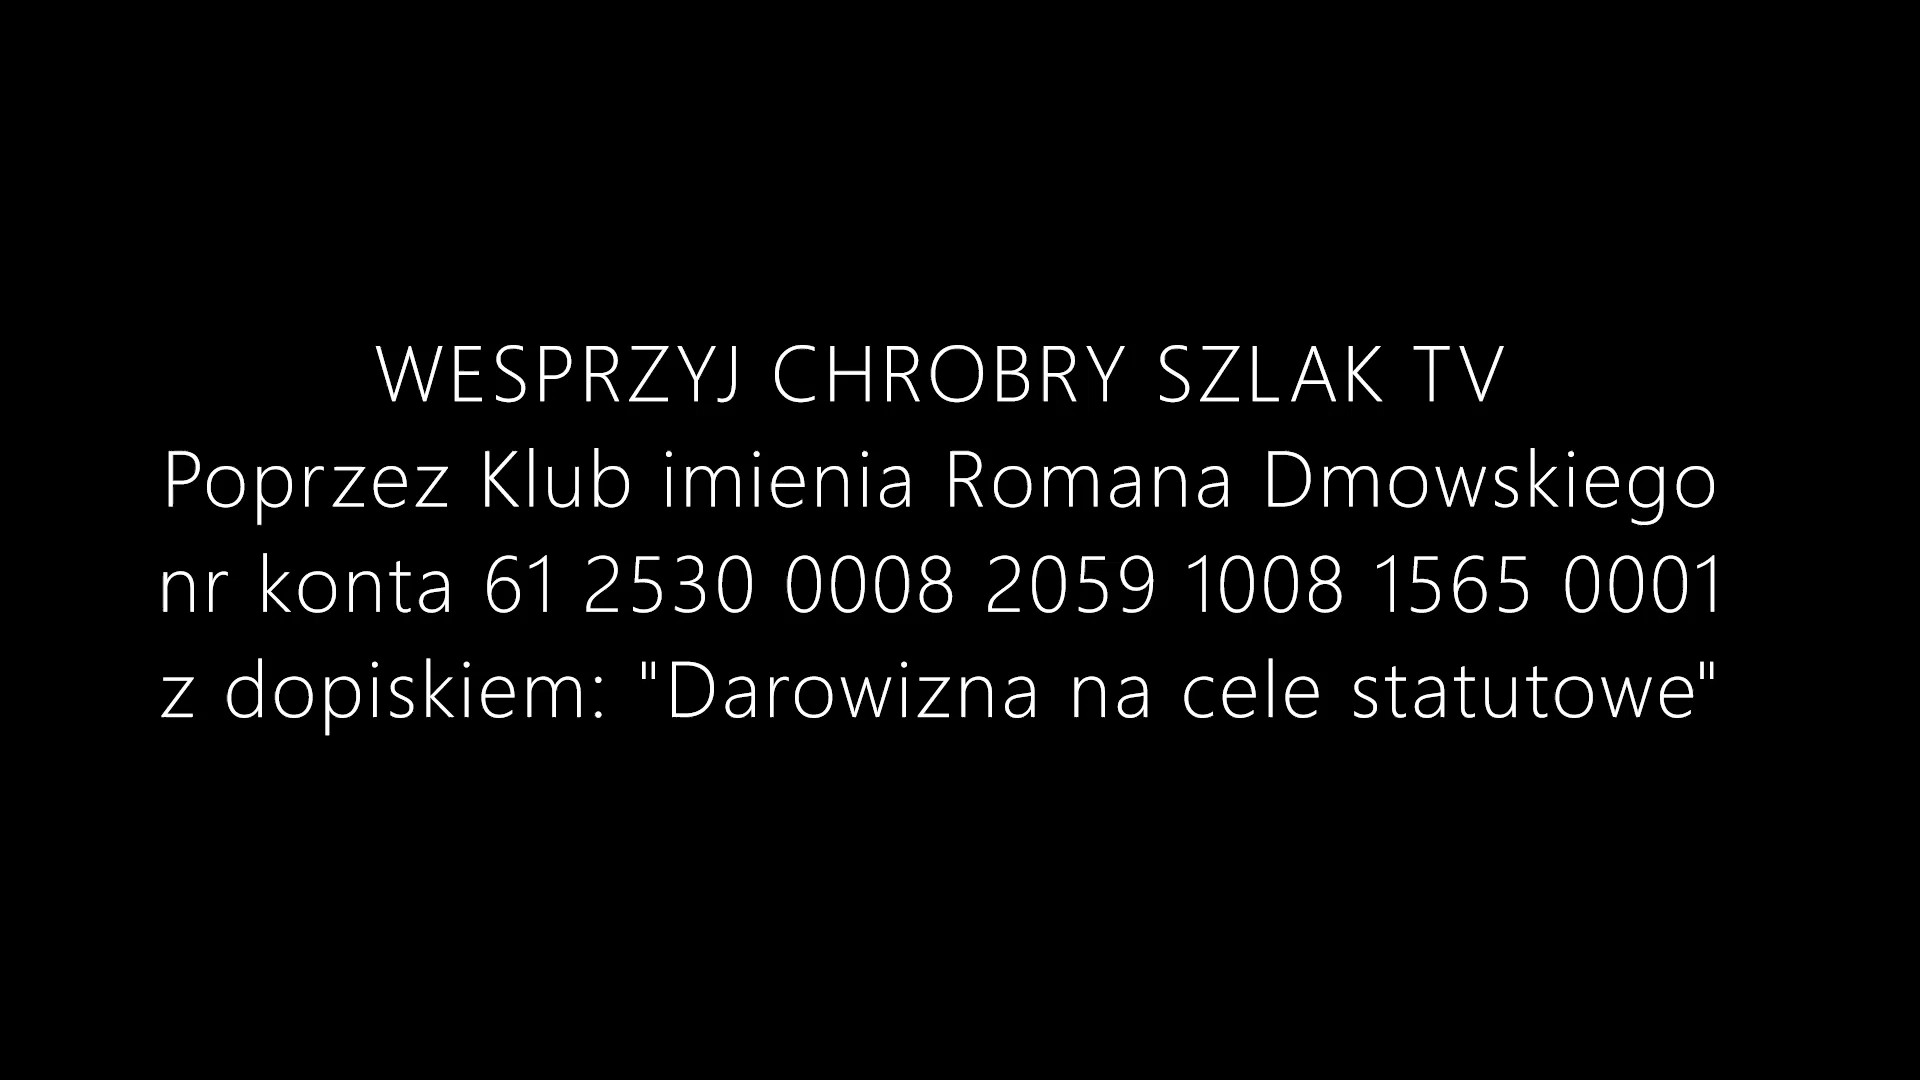 WESPRZYJ CHROBRY SZLAK TV
Poprzez Klub imienia Romana Dmowskiego
nr konta 61 2530 0008 2059 1008 1565 0001
z dopiskiem: "Darowizna na cele statutowe"